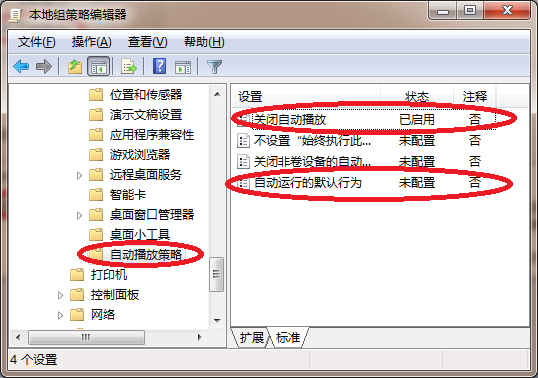 本地组策略编辑器
文件(F) 操作(A) 查看(V) 帮助(H)
位置和传感器
演示文稿设置
应用程序兼容性
游戏浏览器
远程桌面服务
智能卡
桌面窗口管理器
桌面小工具
自动播放策略
打印机
控制面板
网络
设置 状态 注释
关闭自动播放 已启用 否
不设置“始终执行此... 未配置 否
关闭非卷设备的自动... 未配置 否
自动运行的默认行为 未配置 否
扩展 标准
4 个设置